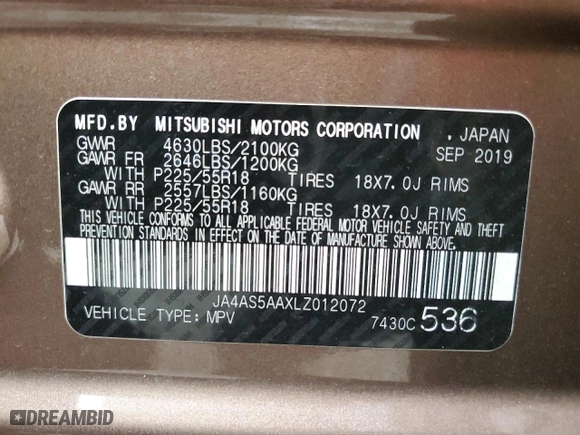 MFD.BY MITSUBISHI MOTORS CORPORATION , JAPAN
GVWR 4630LBS/2100KG SEP 2019
GAWR FR 2646LBS/1200KG
WITH P225/55R18 TIRES 18X7.0J RIMS
GAWR RR 2557LBS/1160KG
WITH P225/55R18 TIRES 18X7.0J RIMS
THIS VEHICLE CONFORMS TO ALL APPLICABLE FEDERAL MOTOR VEHICLE SAFETY AND THEFT
PREVENTION STANDARDS IN EFFECT ON THE DATE OF MANUFACTURE SHOWN ABOVE.
JA4AS5AAXLZ012072
VEHICLE TYPE:MPV 7430C 536
DREAMBID